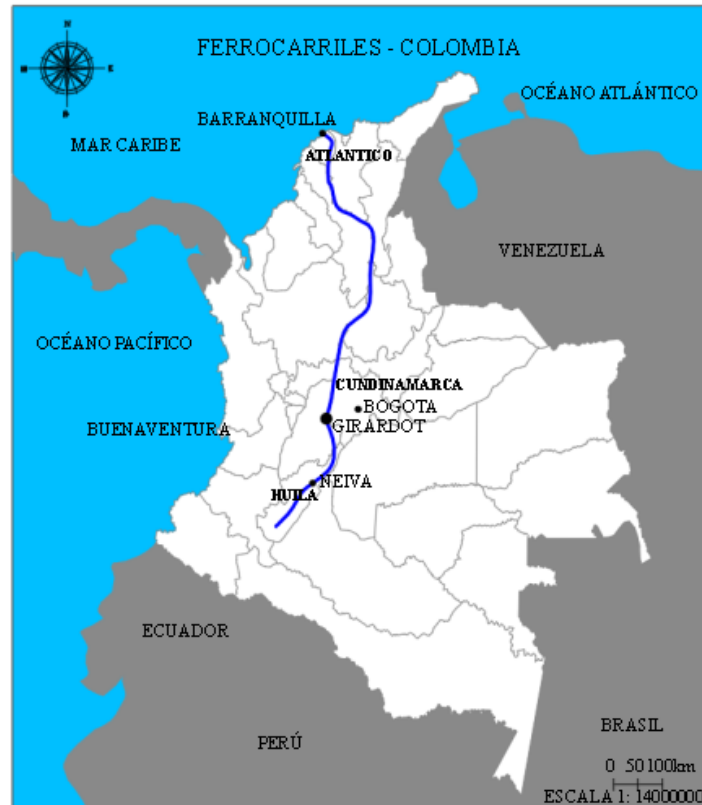 N
FERROCARRILES - COLOMBIA
E
OCÉANO ATLÁNTICO
BARRANQUILLA
MAR CARIBE
ATLANTICO
VENEZUELA
OCÉANO PACÍFICO
CUNDINAMARCA
BOGOTA
BUENAVENTURA
GIRARDOT
NEIVA
HUILA
ECUADOR
BRASIL
PERÚ
0 50 100km
ESCALA 1: 14000000